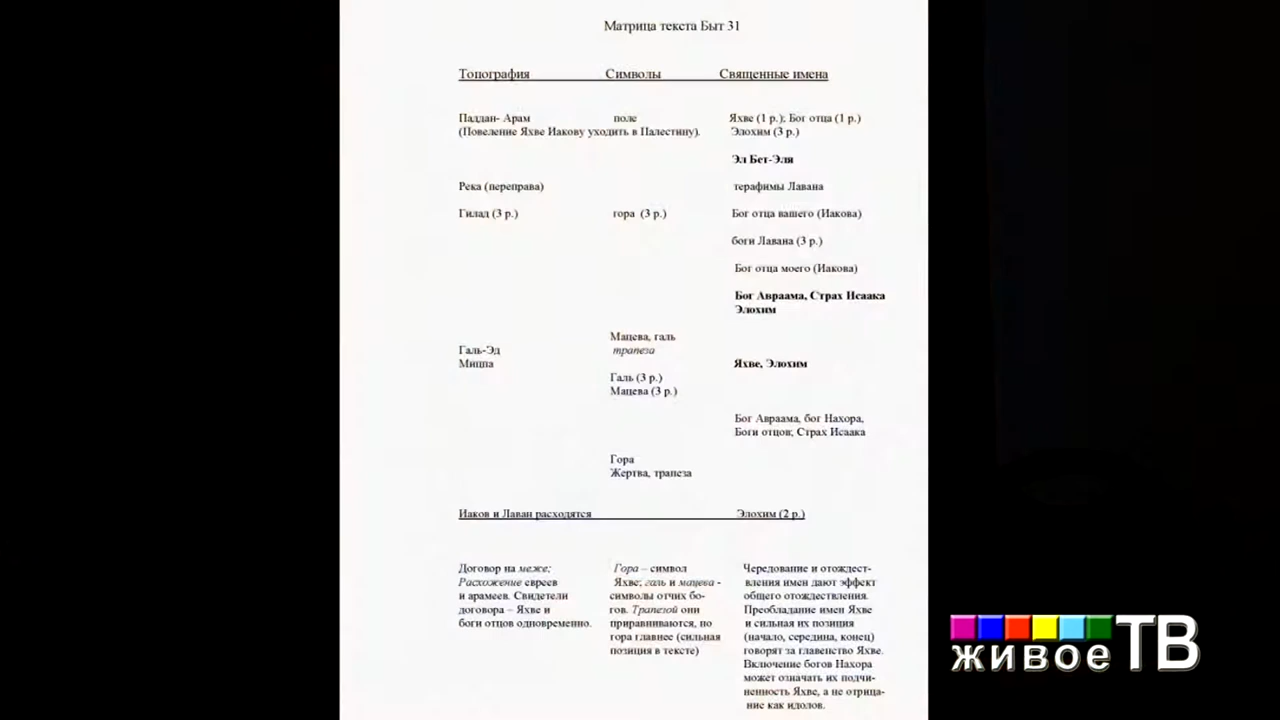 Матрица текста Быт 31
Топография Символы Священные имена
Паддан- Арам поле Яхве (1 р.); Бог отца (1 р.)
(Повеление Яхве Иакову уходить в Палестину). Элохим (3 р.)
Эл Бет-Эля
Река (переправа) терафимы Лавана
Гилад (3 р.) гора (3 р.) Бог отца вашего (Иакова)
боги Лавана (3 р.)
Бог отца моего (Иакова)
Бог Авраама, Страх Исаака
Элохим
Мацева, галь
Галь-Эд трапеза
Мицпа Яхве, Элохим
Галь (3 р.)
Мацева (3 р.)
Бог Авраама, бог Нахора,
Боги отцов; Страх Исаака
Гора
Жертва, трапеза
Иаков и Лаван расходятся Элохим (2 р.)
Договор на меже;
Расхождение евреев
и арамеев. Свидетели
договора – Яхве и
боги отцов одновременно.
Гора – символ
Яхве; галь и мацева -
символы отчих бо-
гов. Трапезой они
приравниваются, но
гора главнее (сильная
позиция в тексте)
Чередование и отождест-
вления имен дают эффект
общего отождествления.
Преобладание имен Яхве
и сильная их позиция
(начало, середина, конец)
говорят за главенство Яхве.
Включение богов Нахора
может означать их подчи-
ненность Яхве, а не отрица-
ние как идолов.
живое ТВ